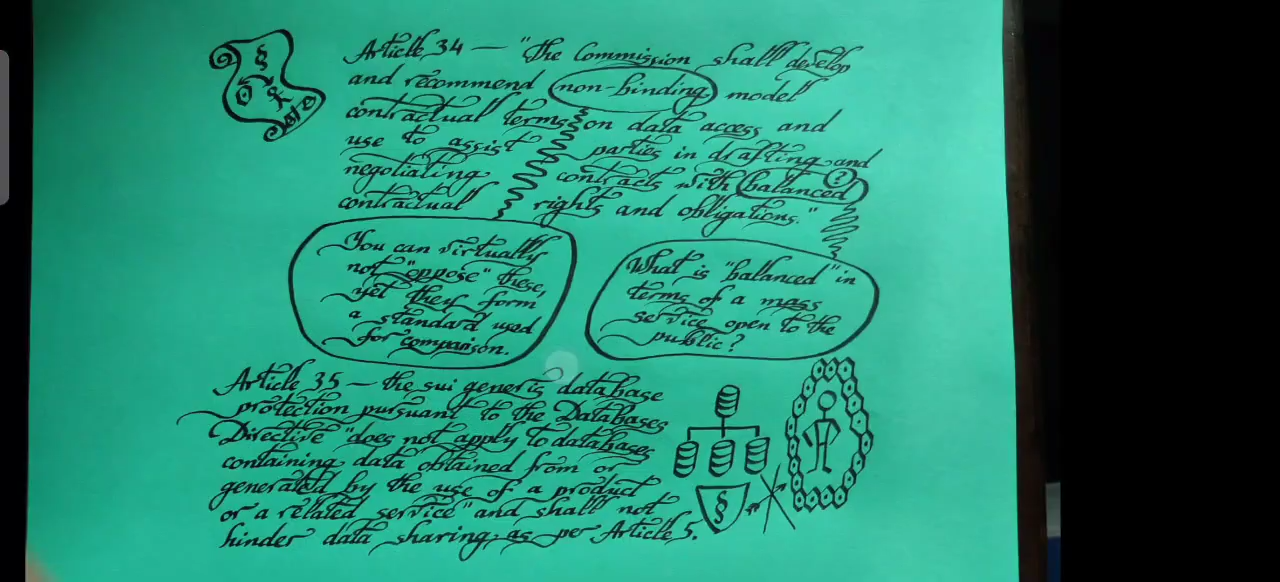 §
Article 34 — "the Commission shall develop
and recommend non-binding model
contractual terms on data access and
use to assist parties in drafting and
negotiating contracts with balanced ?
contractual rights and obligations."
You can virtually
not "oppose" these,
yet they form
a standard used
for comparison.
What is "balanced" in
terms of a mass
service open to the
public?
Article 35 — the sui generis database
protection pursuant to the Databases
Directive "does not apply to databases
containing data obtained from or
generated by the use of a product
or a related service" and shall not
hinder data sharing as per Article 5.
§